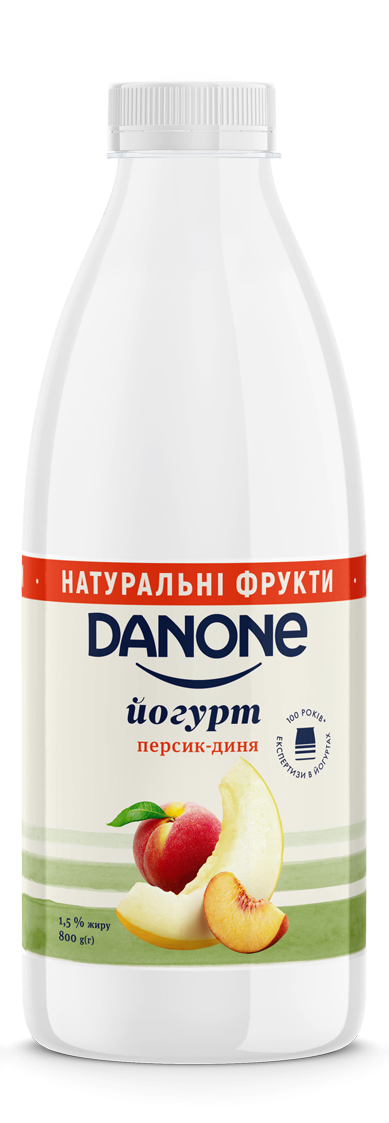 НАТУРАЛЬНІ ФРУКТИ
DANONE
йогурт
персик-диня
100 РОКІВ*
ЕКСПЕРТИЗИ В ЙОГУРТАХ
1,5 % жиру
800 g(г)